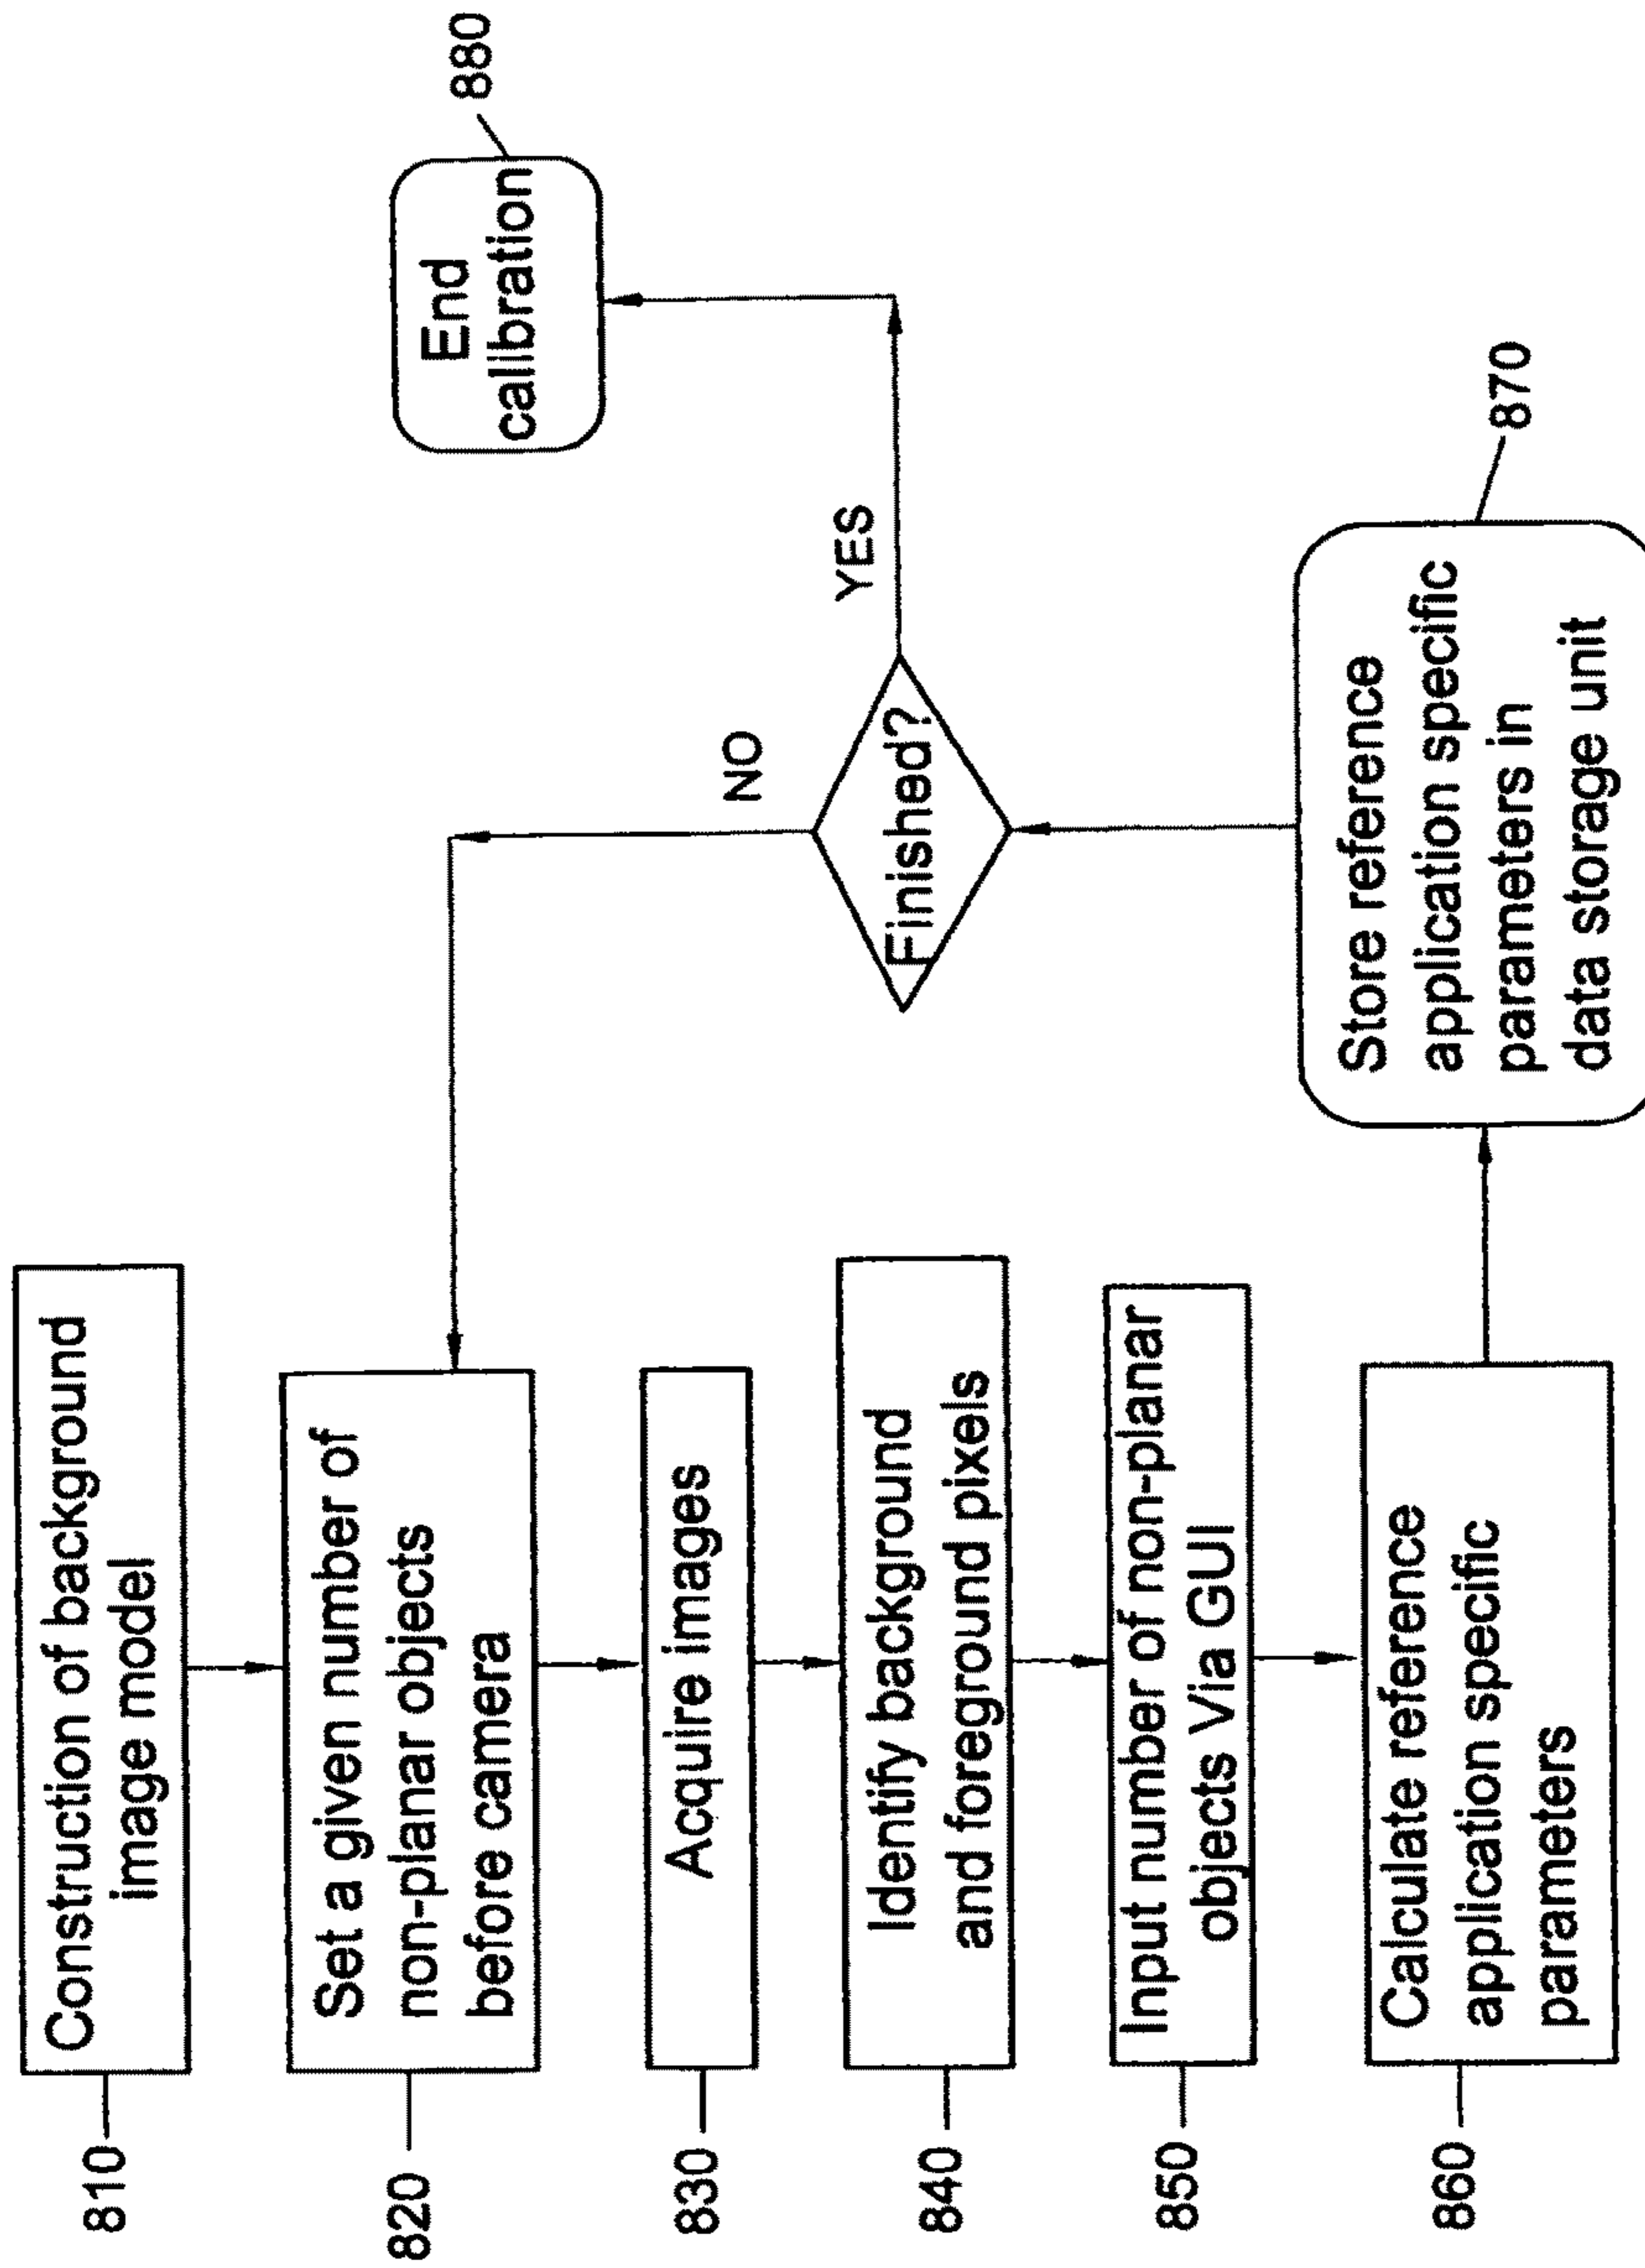 810
Construction of background
image model
820
Set a given number of
non-planar objects
before camera
830
Acquire images
840
Identify background
and foreground pixels
850
Input number of non-planar
objects Via GUI
860
Calculate reference
application specific
parameters
Store reference
application specific
parameters in
data storage unit
870
Finished?
NO
YES
End
calibration
880